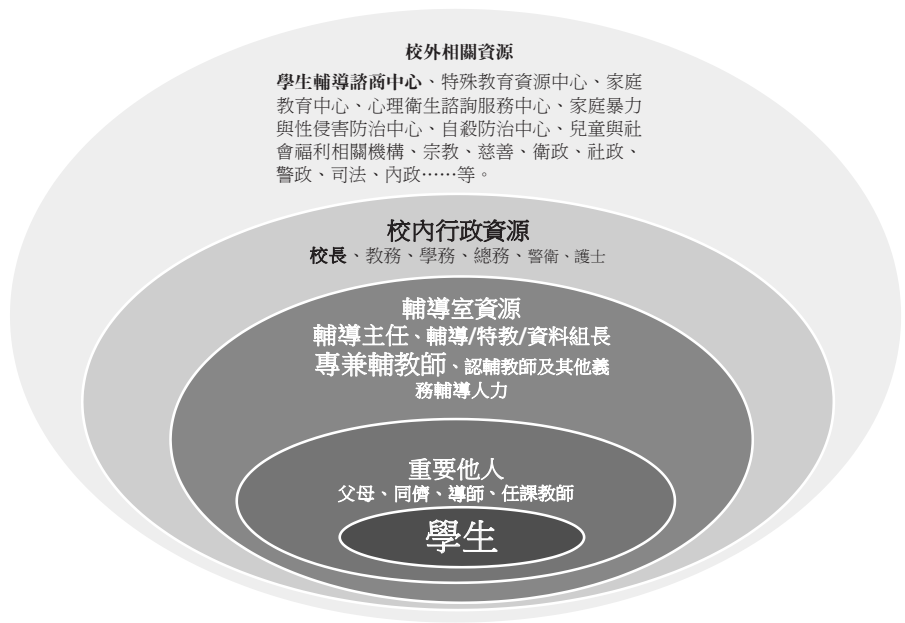 校外相關資源
學生輔導諮商中心、特殊教育資源中心、家庭
教育中心、心理衛生諮詢服務中心、家庭暴力
與性侵害防治中心、自殺防治中心、兒童與社
會福利相關機構、宗教、慈善、衛政、社政、
警政、司法、內政……等。
校內行政資源
校長、教務、學務、總務、警衛、護士
輔導室資源
輔導主任、輔導/特教/資料組長
專兼輔教師、認輔教師及其他義
務輔導人力
重要他人
父母、同儕、導師、任課教師
學生